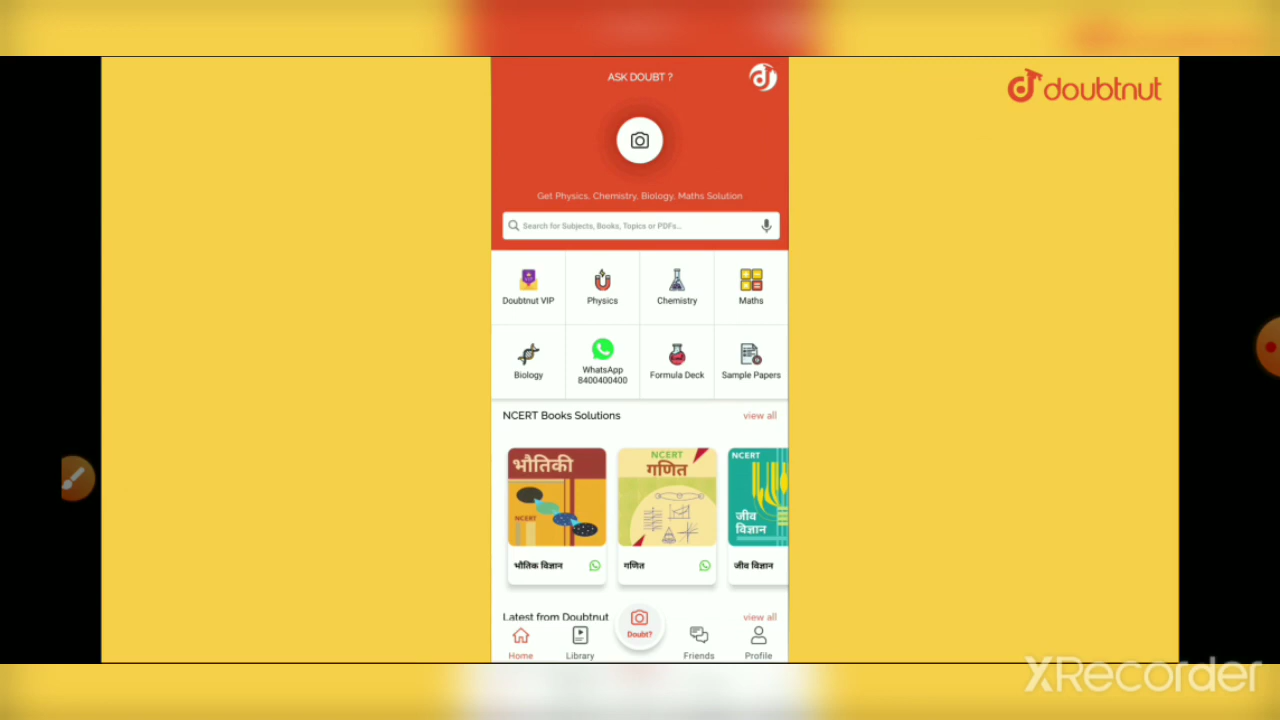 ASK DOUBT ?
doubtnut
Get Physics, Chemistry, Biology, Maths Solution
Search for Subjects, Books, Topics or PDFs...
Doubtnut VIP
Physics
Chemistry
Maths
Biology
WhatsApp
8400400400
Formula Deck
Sample Papers
NCERT Books Solutions
view all
भौतिकी
NCERT
NCERT
गणित
NCERT
जीव
विज्ञान
भौतिक विज्ञान
गणित
जीव विज्ञान
Latest from Doubtnut
view all
Doubt?
Home
Library
Friends
Profile
XRecorder